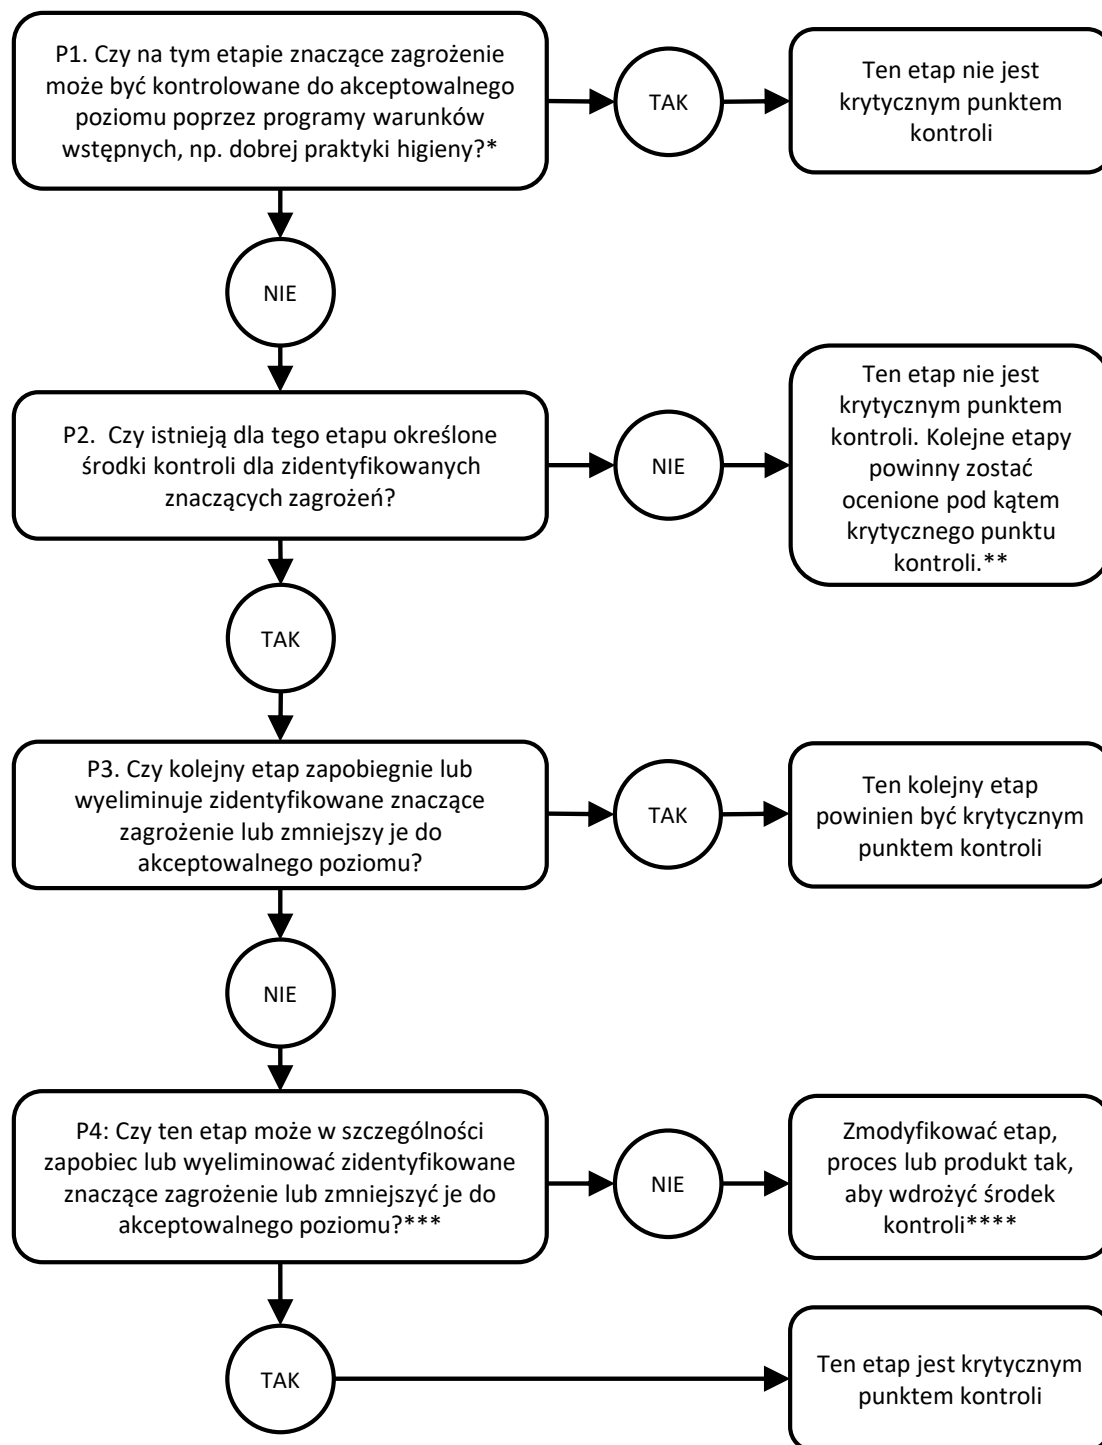 P1. Czy na tym etapie znaczące zagrożenie
może być kontrolowane do akceptowalnego
poziomu poprzez programy warunków
wstępnych, np. dobrej praktyki higieny?*
TAK
Ten etap nie jest
krytycznym punktem
kontroli
NIE
P2. Czy istnieją dla tego etapu określone
środki kontroli dla zidentyfikowanych
znaczących zagrożeń?
NIE
Ten etap nie jest
krytycznym punktem
kontroli. Kolejne etapy
powinny zostać
ocenione pod kątem
krytycznego punktu
kontroli.**
TAK
P3. Czy kolejny etap zapobiegnie lub
wyeliminuje zidentyfikowane znaczące
zagrożenie lub zmniejszy je do
akceptowalnego poziomu?
TAK
Ten kolejny etap
powinien być krytycznym
punktem kontroli
NIE
P4: Czy ten etap może w szczególności
zapobiec lub wyeliminować zidentyfikowane
znaczące zagrożenie lub zmniejszyć je do
akceptowalnego poziomu?***
NIE
Zmodyfikować etap,
proces lub produkt tak,
aby wdrożyć środek
kontroli****
TAK
Ten etap jest krytycznym
punktem kontroli